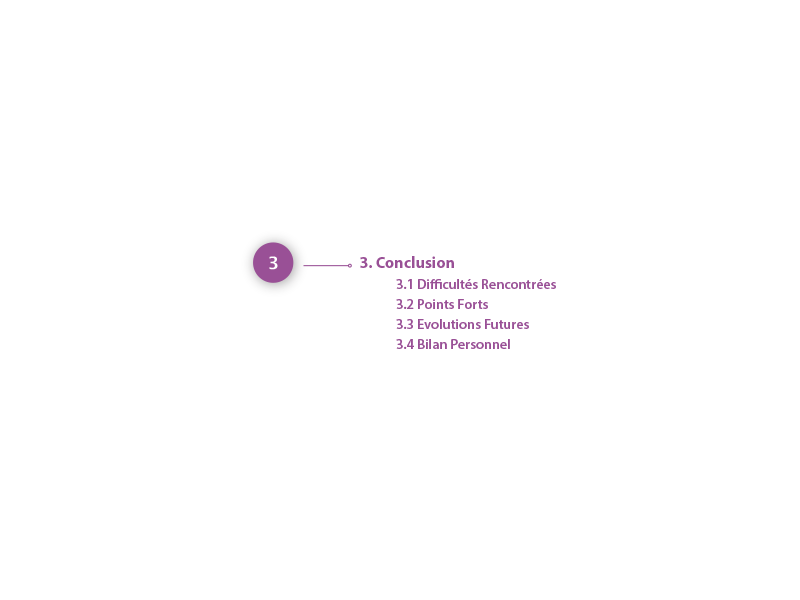 3
3. Conclusion
3.1 Difficultés Rencontrées
3.2 Points Forts
3.3 Evolutions Futures
3.4 Bilan Personnel